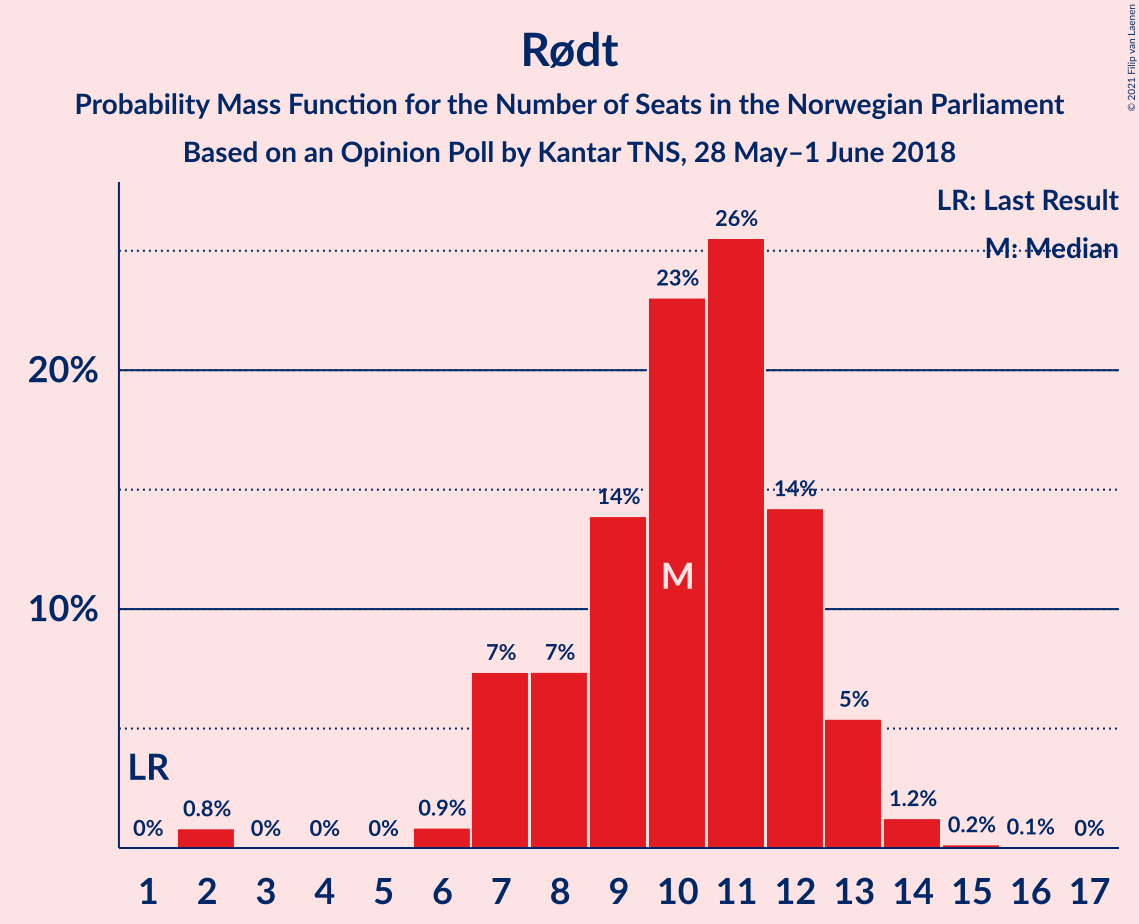 © 2021 Filip van Laenen
Rødt
Probability Mass Function for the Number of Seats in the Norwegian Parliament
Based on an Opinion Poll by Kantar TNS, 28 May–1 June 2018
LR: Last Result
M: Median
26%
23%
20%
14%
14%
M
10%
7%
7%
5%
LR
0%
0.8%
0%
0%
0%
0.9%
1.2%
0.2%
0.1%
0%
1 2 3 4 5 6 7 8 9 10 11 12 13 14 15 16 17